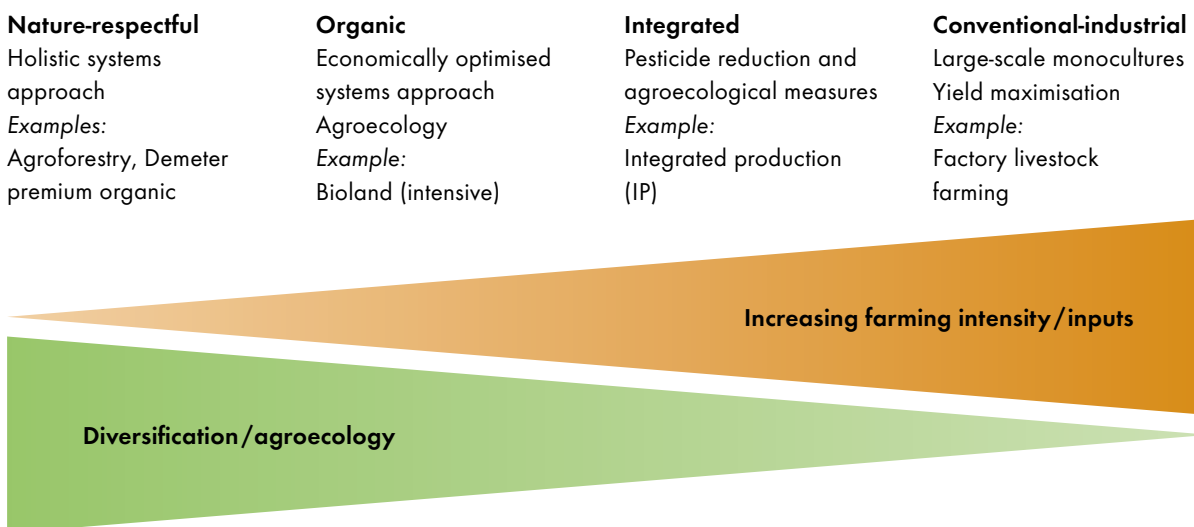 Nature-respectful
Holistic systems
approach
Examples:
Agroforestry, Demeter
premium organic
Organic
Economically optimised
systems approach
Agroecology
Example:
Bioland (intensive)
Integrated
Pesticide reduction and
agroecological measures
Example:
Integrated production
(IP)
Conventional-industrial
Large-scale monocultures
Yield maximisation
Example:
Factory livestock
farming
Increasing farming intensity/inputs
Diversification/agroecology